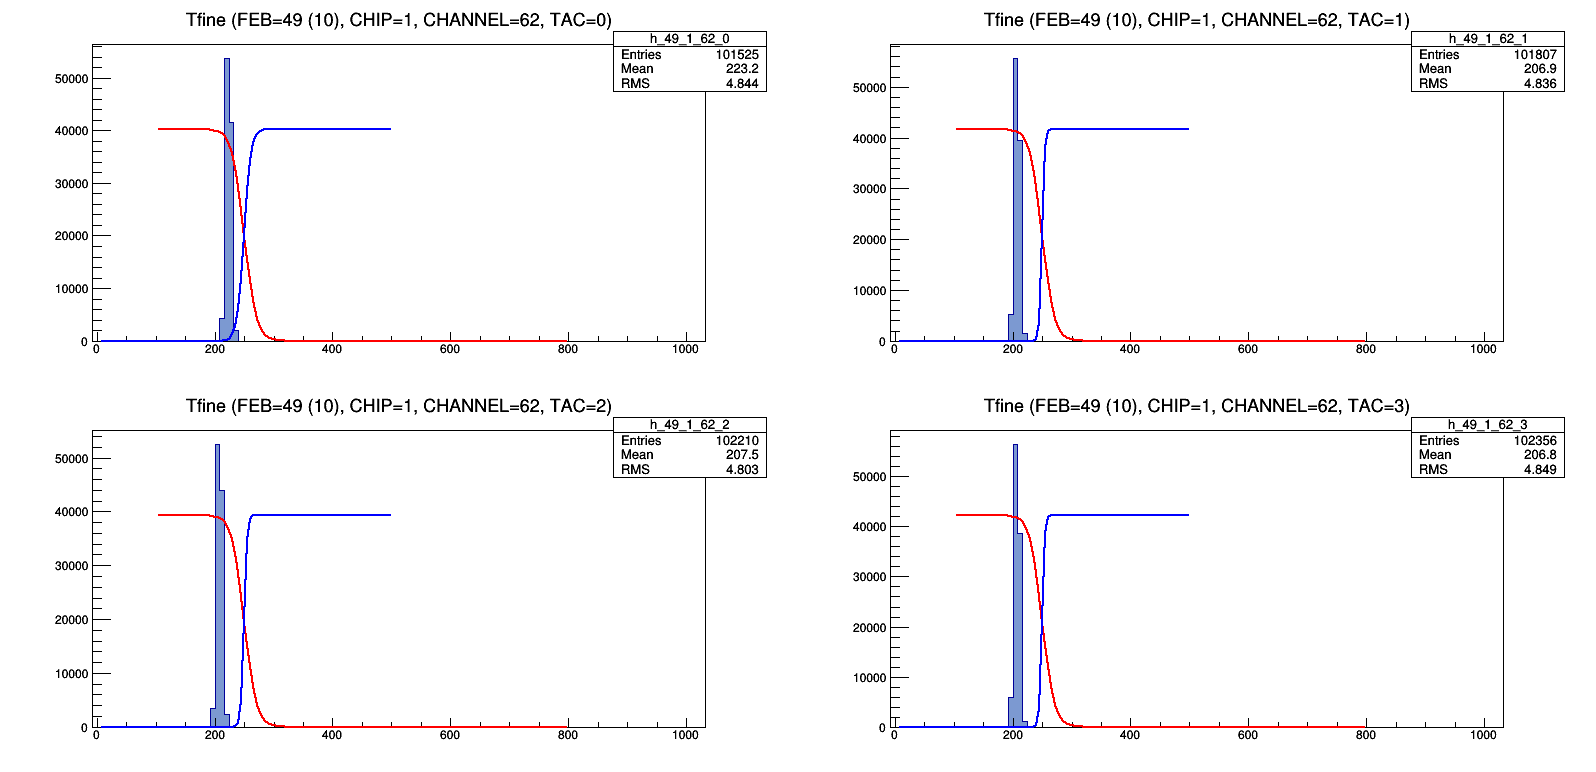 Tfine (FEB=49 (10), CHIP=1, CHANNEL=62, TAC=0)
h_49_1_62_0
Entries 101525
Mean 223.2
RMS 4.844
50000
40000
30000
20000
10000
0
0 200 400 600 800 1000
Tfine (FEB=49 (10), CHIP=1, CHANNEL=62, TAC=1)
h_49_1_62_1
Entries 101807
Mean 206.9
RMS 4.836
50000
40000
30000
20000
10000
0
0 200 400 600 800 1000
Tfine (FEB=49 (10), CHIP=1, CHANNEL=62, TAC=2)
h_49_1_62_2
Entries 102210
Mean 207.5
RMS 4.803
50000
40000
30000
20000
10000
0
0 200 400 600 800 1000
Tfine (FEB=49 (10), CHIP=1, CHANNEL=62, TAC=3)
h_49_1_62_3
Entries 102356
Mean 206.8
RMS 4.849
50000
40000
30000
20000
10000
0
0 200 400 600 800 1000